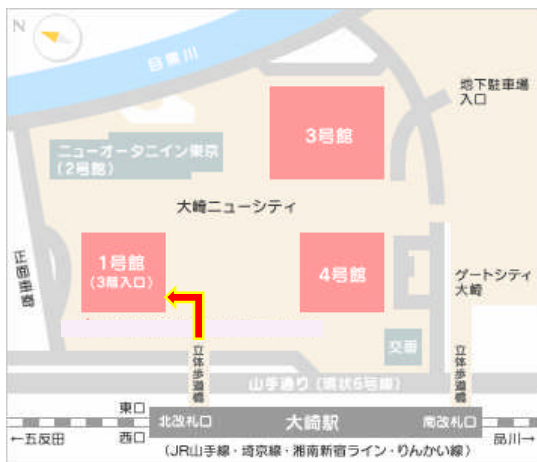 N
目黒川
地下駐車場
入口
3号館
ニューオータニイン東京
(2号館)
大崎ニューシティ
正面車寄
1号館
(3階入口)
4号館
ゲートシティ
大崎
交番
立体歩道橋
立体歩道橋
山手通り(環状6号線)
東口
西口
北改札口
大崎駅
南改札口
←五反田
品川→
(JR山手線・埼京線・湘南新宿ライン・りんかい線)